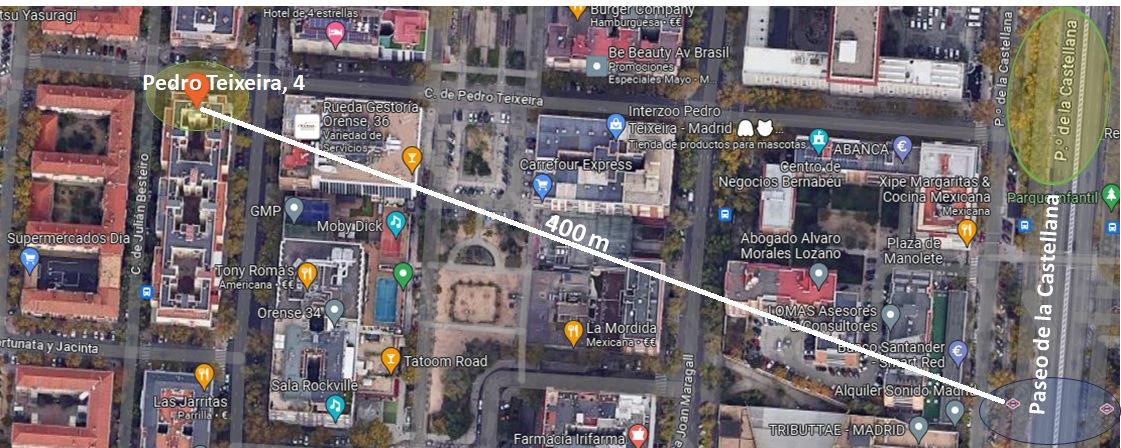 tsu Yasuragi
Hotel de 4 estrellas
Burger Company
Hamburguesa • €€
Be Beauty Av Brasil
Promociones
Especiales Mayo - M...
Pedro Teixeira, 4
C. de Pedro Teixeira
Rueda Gestoria
Orense, 36
Variedad de
Servicios
Interzoo Pedro
Teixeira - Madrid
Tienda de productos para mascotas
ABANCA
Centro de
Negocios Bernabéu
Carrefour Express
Xipe Margaritas &
Cocina Mexicana
Mexicana
P.º de la Castellana
P.º de la Castellana
Re
Parque infantil
C. de Julián Besteiro
GMP
Moby Dick
400 m
Supermercados Dia
Abogado Alvaro
Morales Lozano
Plaza de
Manolete
Tony Roma's
Americana • €€
Orense 34
LOMAS Asesores
& Consultores
La Mordida
Mexicana • €€
Banco Santander
Smart Red
Paseo de la Castellana
ortunata y Jacinta
Tatoom Road
a Joan Maragall
Sala Rockville
Alquiler Sonido Madrid
Las Jarritas
Parrilla • €
TRIBUTTAE - MADRID
Farmacia Irifarma